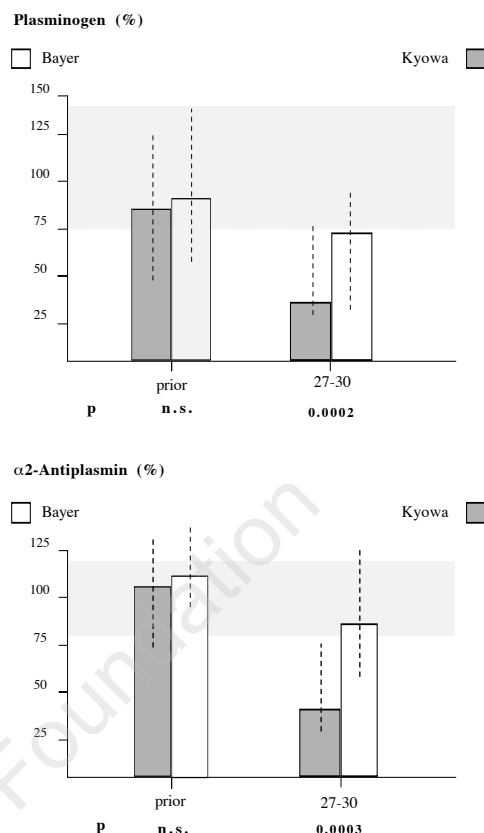 Plasminogen (%)
Bayer Kyowa
150
125
100
75
50
25
prior 27-30
p n.s. 0.0002
α2-Antiplasmin (%)
Bayer Kyowa
125
100
75
50
25
prior 27-30
p n.s. 0.0003
Foundation